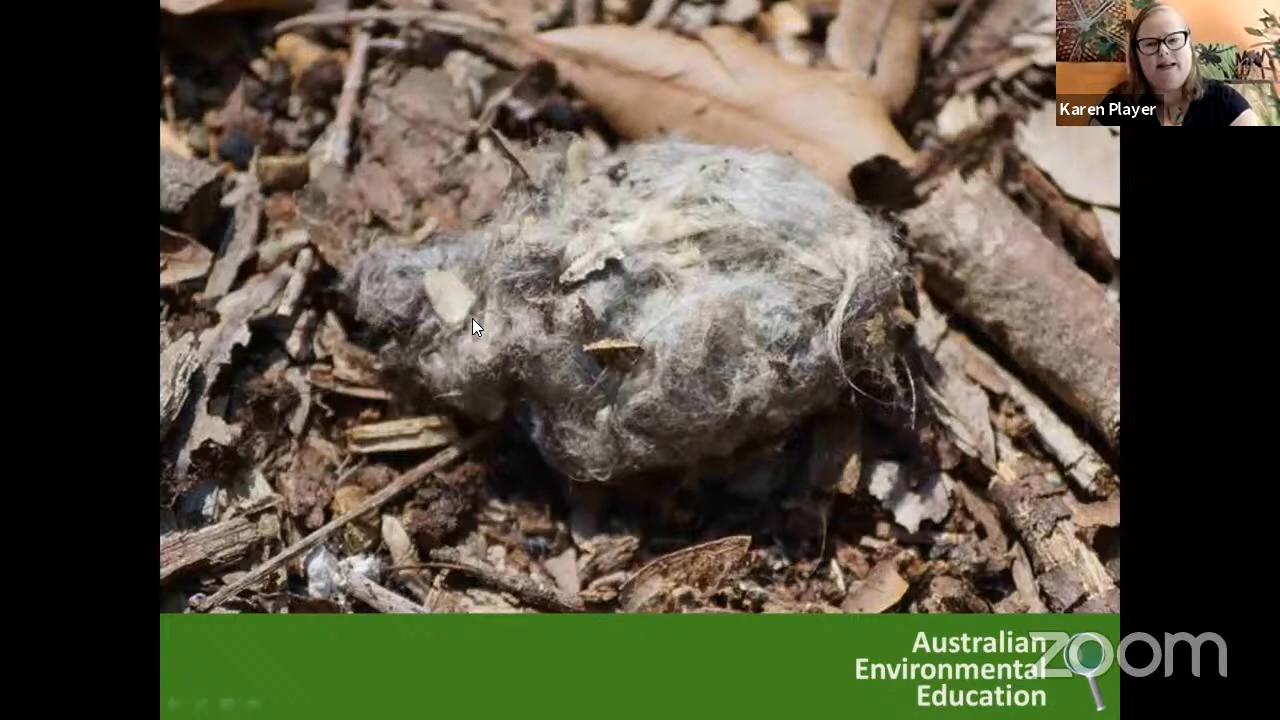 Karen Player
Australian
Environmental
Education
zoom